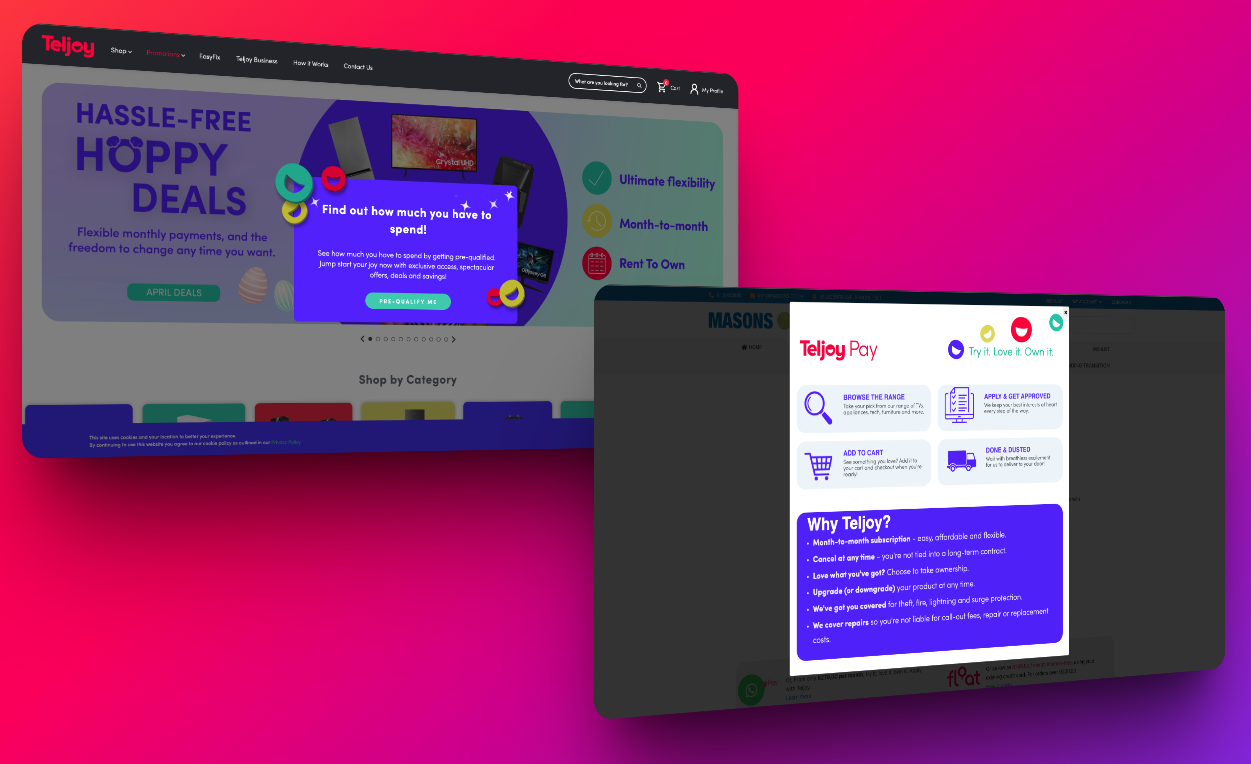 Teljoy
Shop
Promotions
EasyFix
Teljoy Business
How it Works
Contact Us
What are you looking for?
Cart
My Profile
HASSLE-FREE
HOPPY
DEALS
Flexible monthly payments, and the
freedom to change any time you want.
APRIL DEALS
Crystal UHD
Odyssey G5
Ultimate flexibility
Month-to-month
Rent To Own
Find out how much you have to
spend!
See how much you have to spend by getting pre-qualified.
Jump start your joy now with exclusive access, spectacular
offers, deals and savings!
PRE-QUALIFY ME
Shop by Category
This site uses cookies and your location to better your experience.
By continuing to use this website you agree to our cookie policy as outlined in our Privacy Policy.
MASONS
HOME
x
Teljoy Pay
Try it. Love it. Own it.
BROWSE THE RANGE
Take your pick from our range of TVs,
appliances, tech, furniture and more.
APPLY & GET APPROVED
We keep your best interests at heart
every step of the way.
ADD TO CART
See something you love? Add it to
your cart and checkout when you're
ready!
DONE & DUSTED
Wait with breathless excitement
for us to deliver to your door!
Why Teljoy?
• Month-to-month subscription – easy, affordable and flexible.
• Cancel at any time – you're not tied into a long-term contract.
• Love what you've got? Choose to take ownership.
• Upgrade (or downgrade) your product at any time.
• We've got you covered for theft, fire, lightning and surge protection.
• We cover repairs so you're not liable for call-out fees, repair or replacement
costs.
Pay
with Teljoy
float